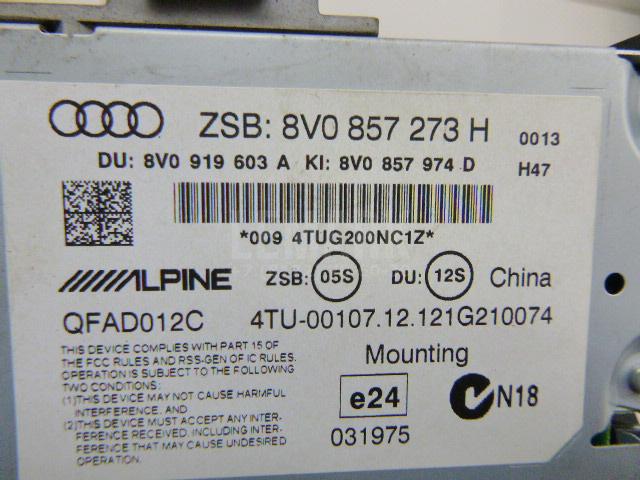 ZSB: 8V0 857 273 H 0013
DU: 8V0 919 603 A KI: 8V0 857 974 D H47
*009 4TUG200NC1Z*
ALPINE ZSB: 05S DU: 12S China
QFAD012C 4TU-00107.12.121G210074
THIS DEVICE COMPLIES WITH PART 15 OF
THE FCC RULES AND RSS-GEN OF IC RULES.
OPERATION IS SUBJECT TO THE FOLLOWING
TWO CONDITIONS:
(1)THIS DEVICE MAY NOT CAUSE HARMFUL
INTERFERENCE, AND
(2)THIS DEVICE MUST ACCEPT ANY INTER-
FERENCE RECEIVED, INCLUDING INTER-
FERENCE THAT MAY CAUSE UNDESIRED
OPERATION.
Mounting
e24 N18
031975